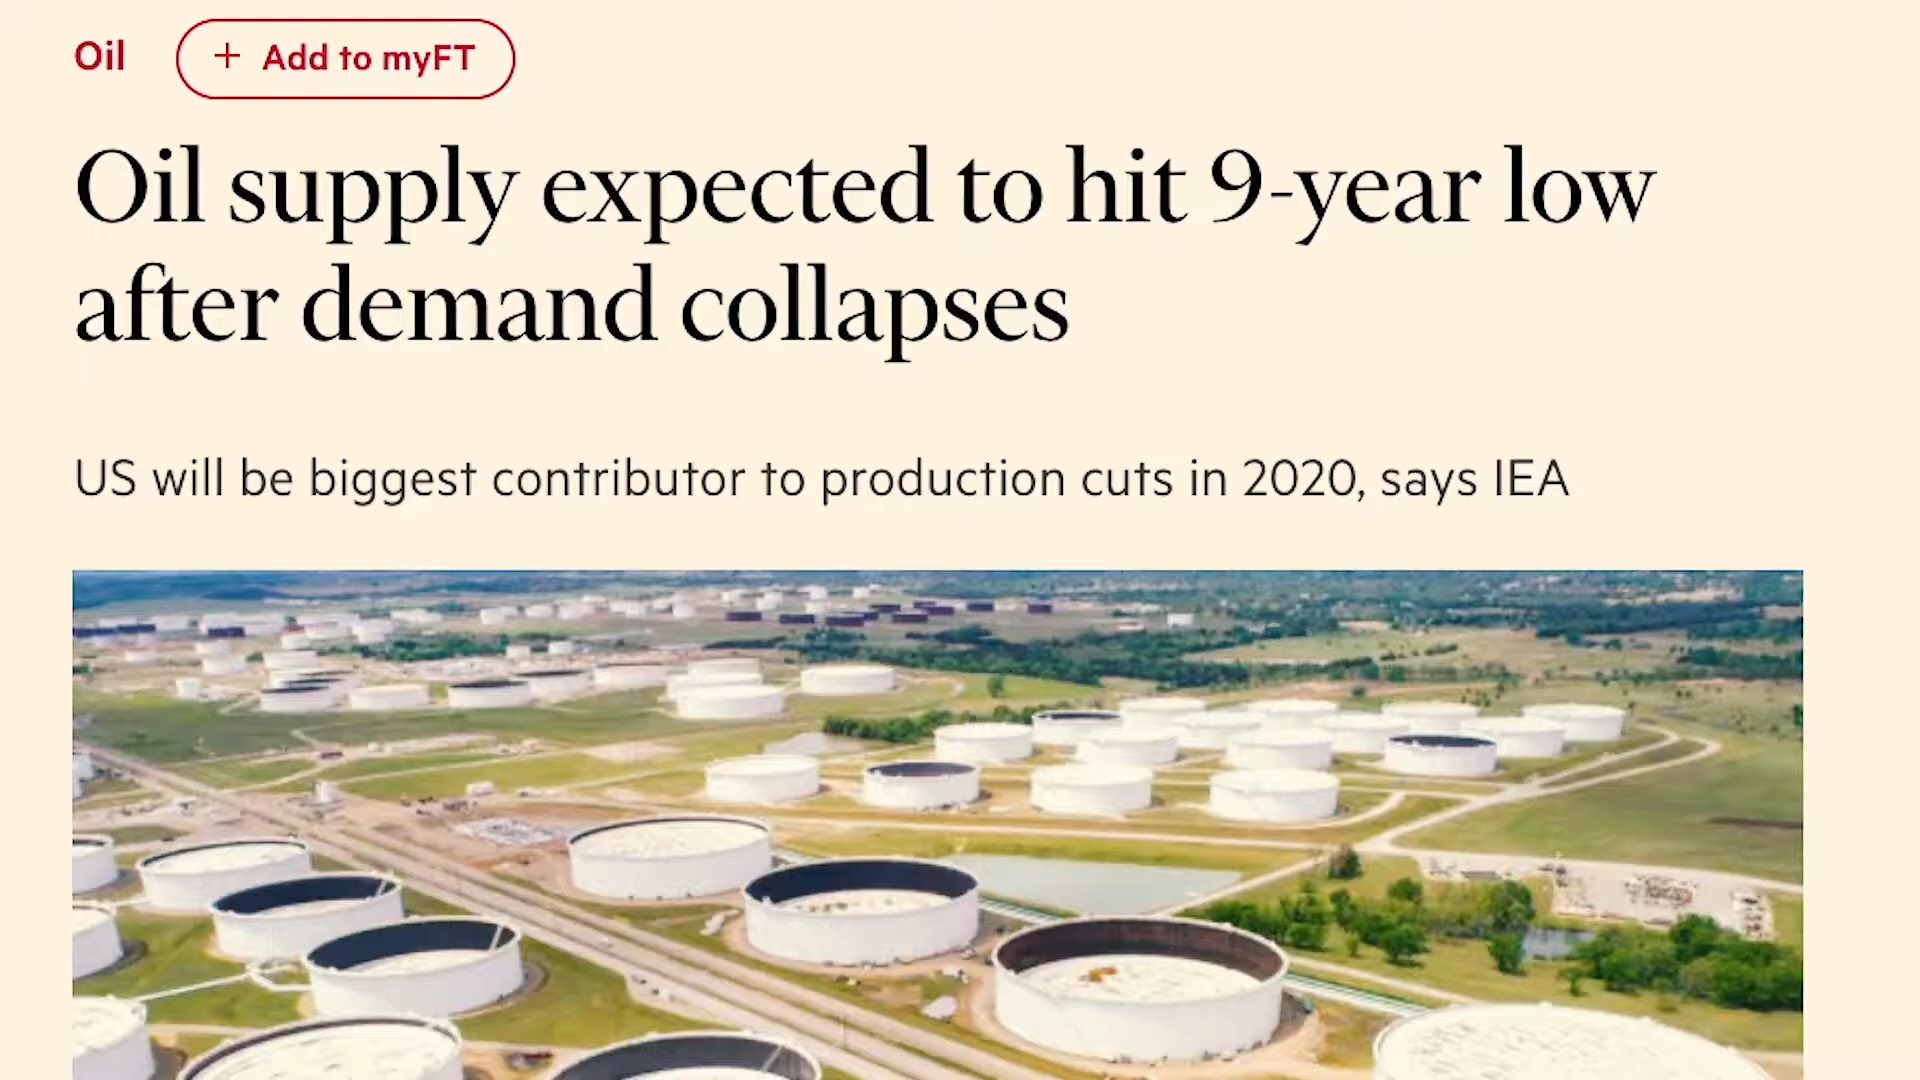 Oil
+ Add to myFT
Oil supply expected to hit 9-year low
after demand collapses
US will be biggest contributor to production cuts in 2020, says IEA